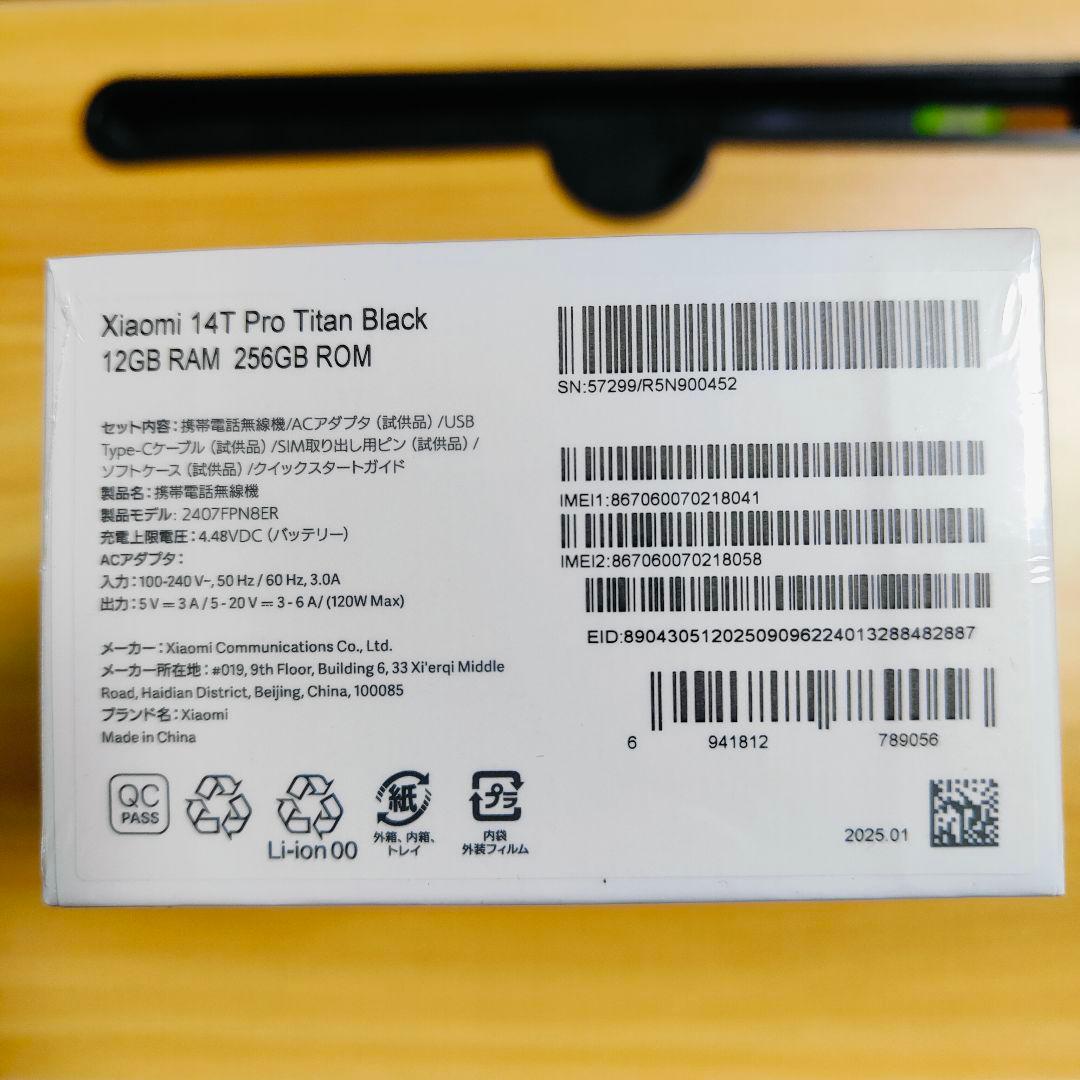 Xiaomi 14T Pro Titan Black
12GB RAM 256GB ROM
セット内容：携帯電話無線機/ACアダプタ（試供品）/USB
Type-Cケーブル（試供品）/SIM取り出し用ピン（試供品）/
ソフトケース（試供品）/クイックスタートガイド
製品名：携帯電話無線機
製品モデル：2407FPN8ER
充電上限電圧：4.48VDC（バッテリー）
ACアダプタ：
入力：100-240 V~, 50 Hz / 60 Hz, 3.0A
出力：5 V ⎓ 3 A / 5 - 20 V ⎓ 3 - 6 A/ (120W Max)
メーカー：Xiaomi Communications Co., Ltd.
メーカー所在地：#019, 9th Floor, Building 6, 33 Xi'erqi Middle
Road, Haidian District, Beijing, China, 100085
ブランド名：Xiaomi
Made in China
QC
PASS
Li-ion 00
紙
外箱、内箱、
トレイ
プラ
内袋
外装フィルム
SN:57299/R5N900452
IMEI1:867060070218041
IMEI2:867060070218058
EID:89043051202509096224013288482887
6 941812 789056
2025.01